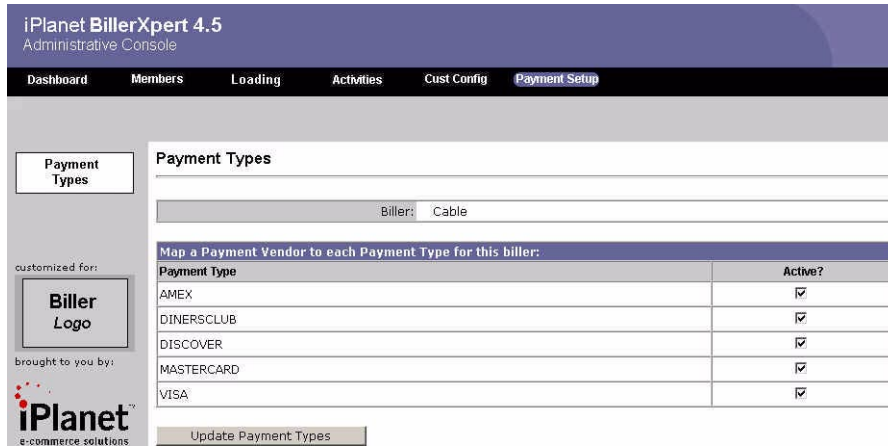 iPlanet BillerXpert 4.5
Administrative Console
Dashboard Members Loading Activities Cust Config Payment Setup
Payment Types
Payment Types
Biller: Cable
Map a Payment Vendor to each Payment Type for this biller:
Payment Type Active?
AMEX
DINERSCLUB
DISCOVER
MASTERCARD
VISA
Update Payment Types
customized for:
Biller
Logo
brought to you by:
iPlanet™
e-commerce solutions